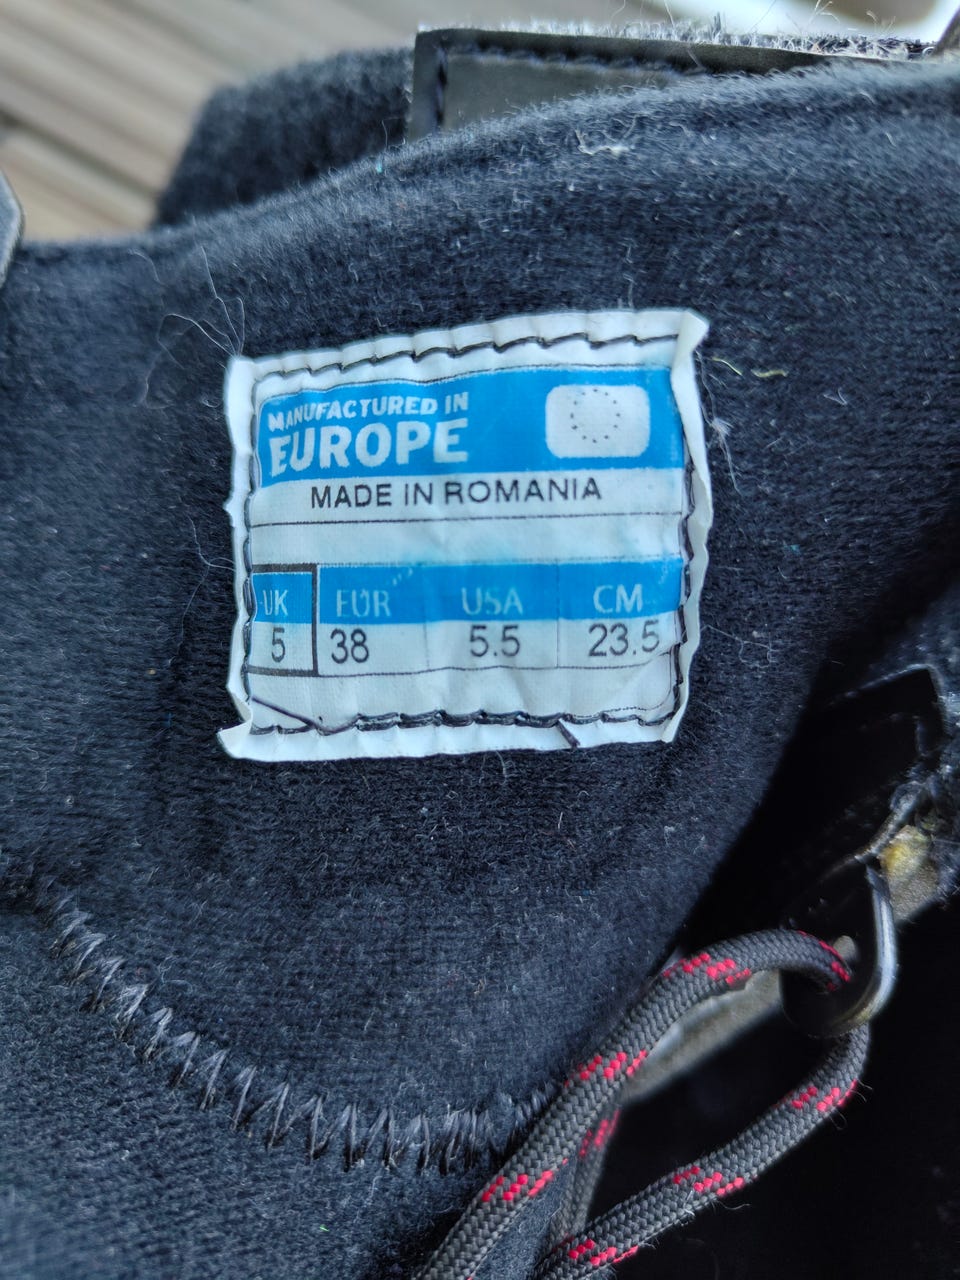 MANUFACTURED IN
EUROPE
MADE IN ROMANIA
UK EUR USA CM
5 38 5.5 23.5